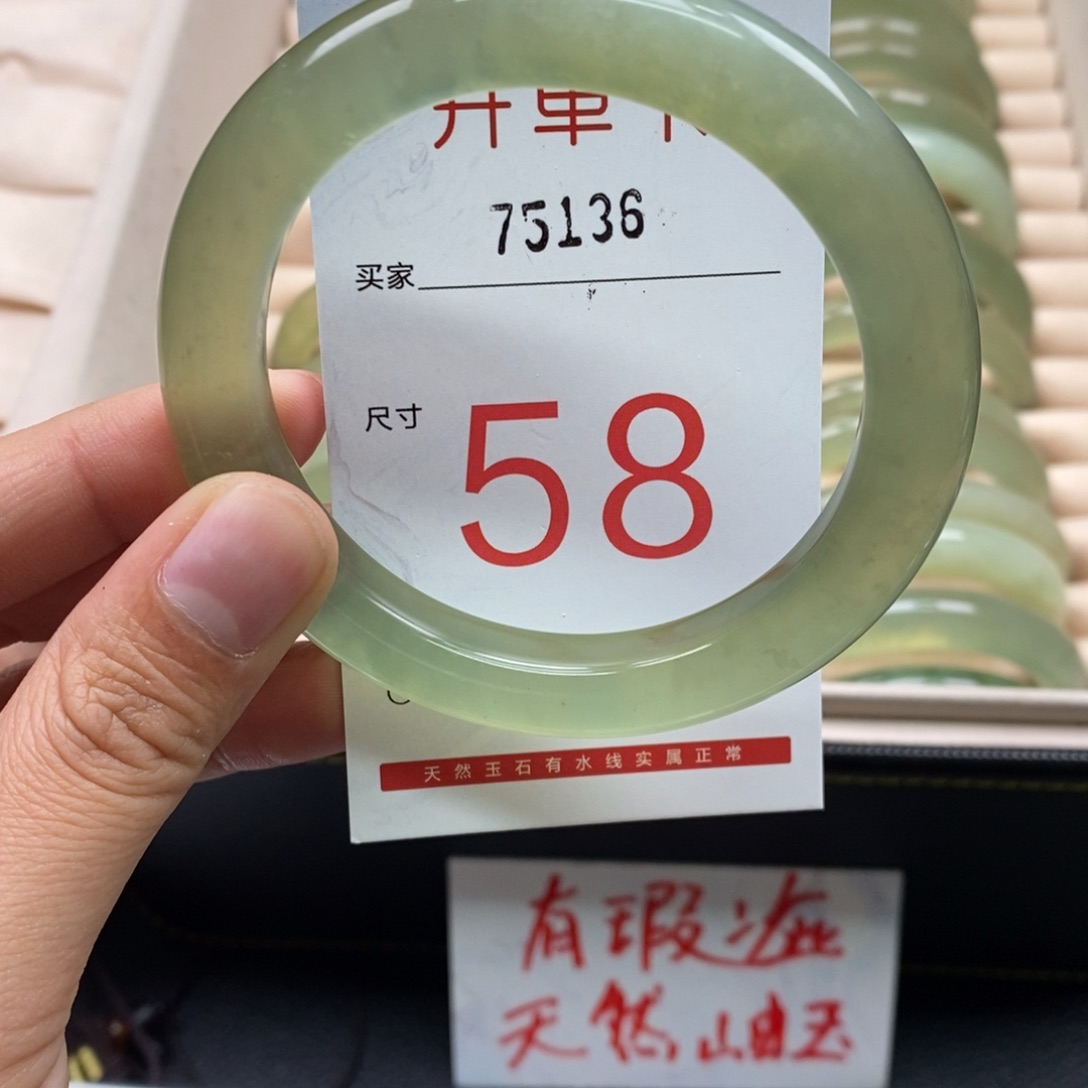 开单
75136
买家
尺寸 58
天然玉石有水线实属正常
有瑕疵
天然岫玉